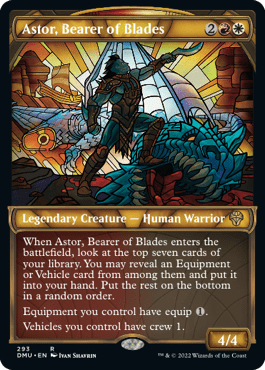 Astor, Bearer of Blades 2
Legendary Creature — Human Warrior
When Astor, Bearer of Blades enters the
battlefield, look at the top seven cards of
your library. You may reveal an Equipment
or Vehicle card from among them and put it
into your hand. Put the rest on the bottom
in a random order.
Equipment you control have equip 1.
Vehicles you control have crew 1.
4/4
293 R
DMU • EN Ivan Shavrin ™ & © 2022 Wizards of the Coast